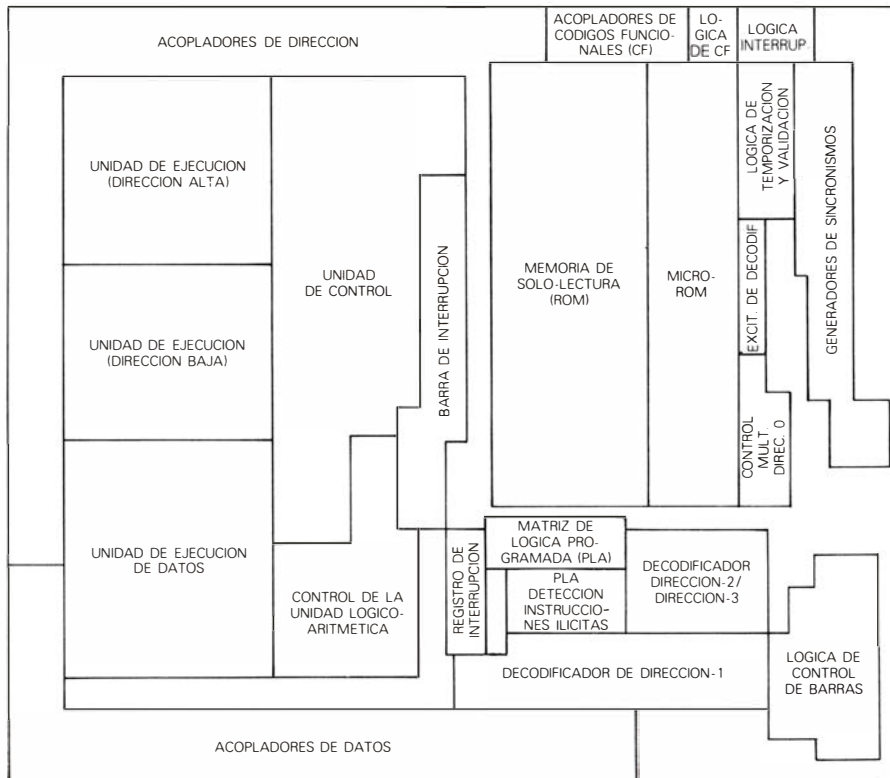 ACOPLADORES DE DIRECCION
ACOPLADORES DE
CODIGOS FUNCIO-
NALES (CF)
LO-
GICA
DE CF
LOGICA
INTERRUP.
UNIDAD DE EJECUCION
(DIRECCION ALTA)
UNIDAD
DE CONTROL
BARRA DE INTERRUPCION
MEMORIA DE
SOLO-LECTURA
(ROM)
MICRO-
ROM
LOGICA DE
TEMPORIZACION
Y VALIDACION
GENERADORES DE SINCRONISMOS
EXCIT. DE DECODIF
UNIDAD DE EJECUCION
(DIRECCION BAJA)
CONTROL
MULT.
DIREC. O
UNIDAD DE EJECUCION
DE DATOS
CONTROL DE LA
UNIDAD LOGICO-
ARITMETICA
REGISTRO DE
INTERRUPCION
MATRIZ DE
LOGICA PRO-
GRAMADA (PLA)
PLA
DETECCION
INSTRUCCIO-
NES ILICITAS
DECODIFICADOR
DIRECCION-2/
DIRECCION-3
DECODIFICADOR DE DIRECCION-1
LOGICA DE
CONTROL
DE BARRAS
ACOPLADORES DE DATOS